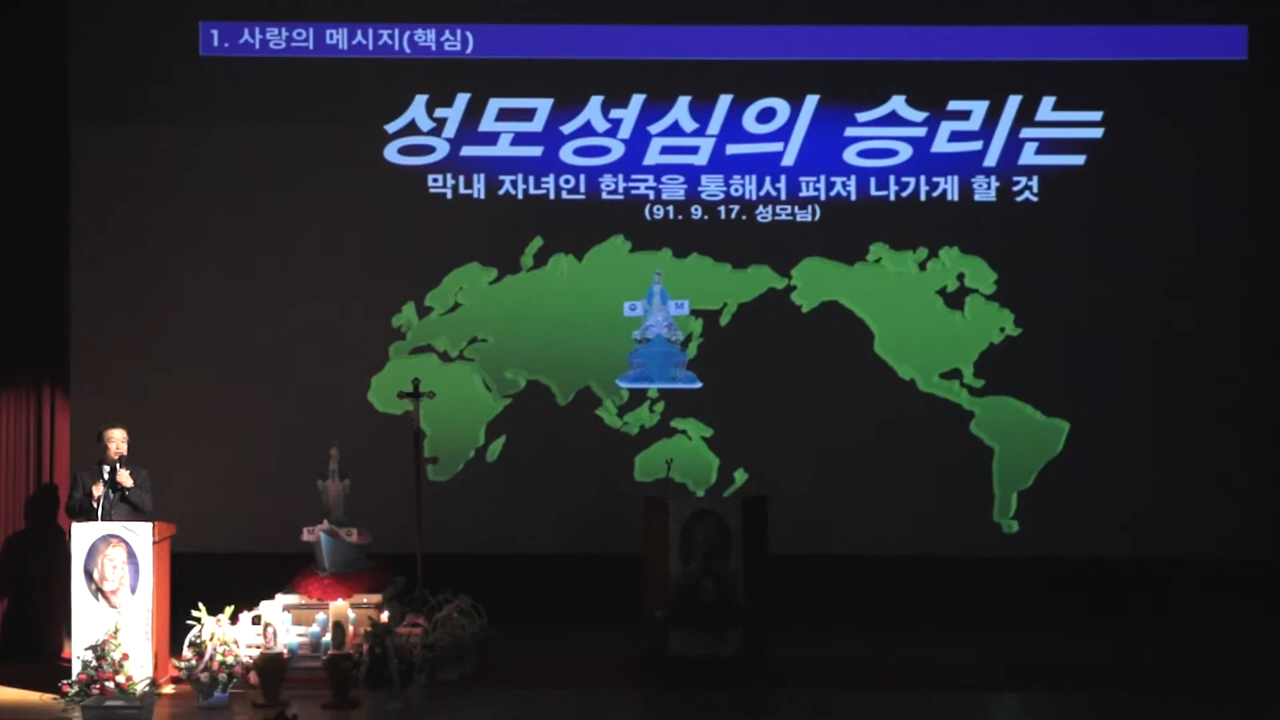 1. 사랑의 메시지(핵심)
성모성심의 승리는
막내 자녀인 한국을 통해서 퍼져 나가게 할 것
(91. 9. 17. 성모님)
M
M